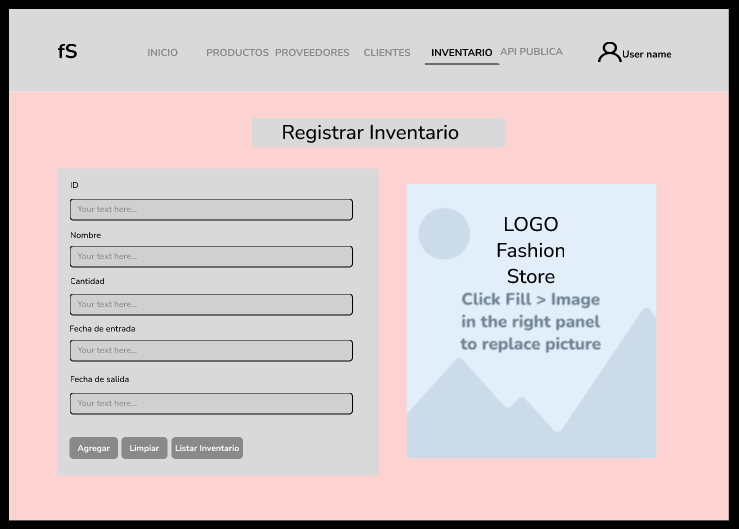 fS
INICIO PRODUCTOS PROVEEDORES CLIENTES INVENTARIO API PUBLICA User name
Registrar Inventario
ID
Your text here...
Nombre
Your text here...
Cantidad
Your text here...
Fecha de entrada
Your text here...
Fecha de salida
Your text here...
Agregar Limpiar Listar Inventario
LOGO
Fashion
Store
Click Fill > Image
in the right panel
to replace picture